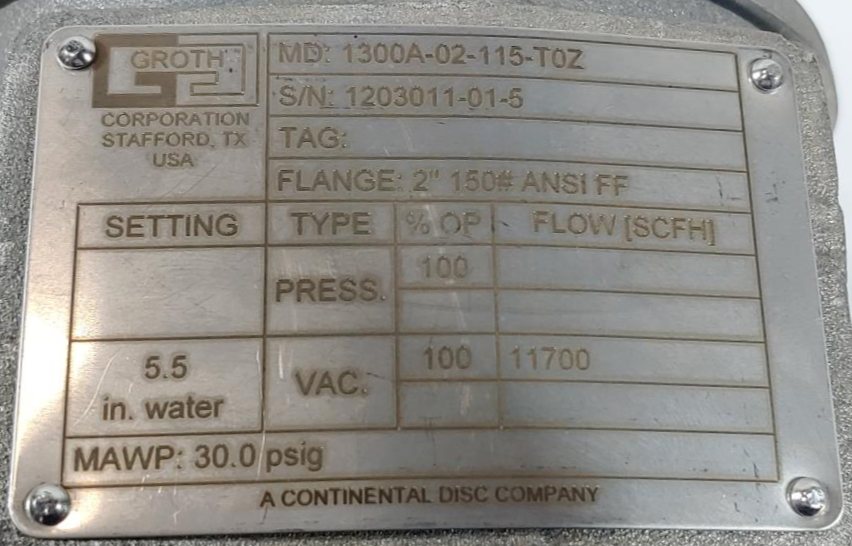 GROTH
CORPORATION
STAFFORD, TX
USA
MD: 1300A-02-115-T0Z
S/N: 1203011-01-5
TAG:
FLANGE: 2" 150# ANSI FF
SETTING TYPE % OP FLOW [SCFH]
PRESS. 100
5.5 in. water VAC. 100 11700
MAWP: 30.0 psig
A CONTINENTAL DISC COMPANY